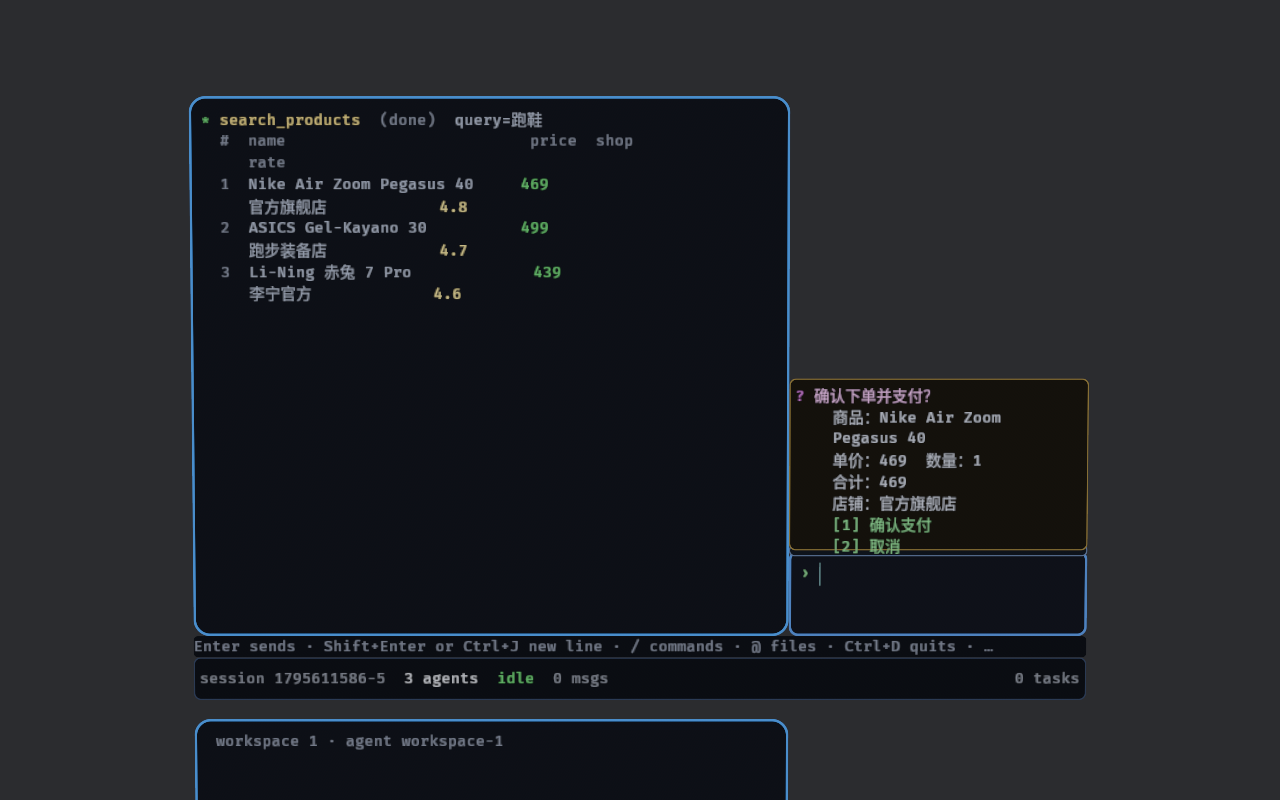 * search_products (done) query=跑鞋
# name price shop
rate
1 Nike Air Zoom Pegasus 40 469
官方旗舰店 4.8
2 ASICS Gel-Kayano 30 499
跑步装备店 4.7
3 Li-Ning 赤兔 7 Pro 439
李宁官方 4.6
? 确认下单并支付?
商品: Nike Air Zoom
Pegasus 40
单价: 469 数量: 1
合计: 469
店铺: 官方旗舰店
[1] 确认支付
[2] 取消
›
Enter sends · Shift+Enter or Ctrl+J new line · / commands · @ files · Ctrl+D quits · …
session 1795611586-5 3 agents idle 0 msgs 0 tasks
workspace 1 · agent workspace-1